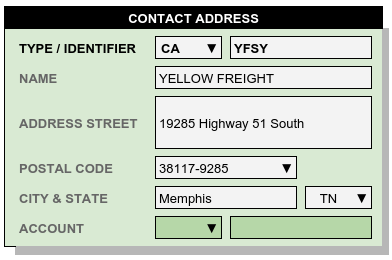 CONTACT ADDRESS
TYPE / IDENTIFIER CA YFSY
NAME YELLOW FREIGHT
ADDRESS STREET 19285 Highway 51 South
POSTAL CODE 38117-9285
CITY & STATE Memphis TN
ACCOUNT